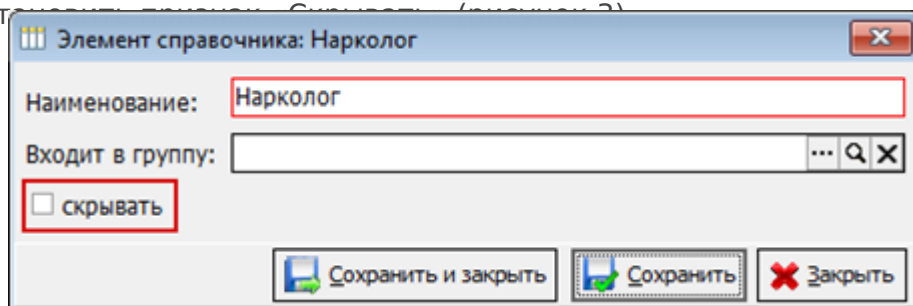 Элемент справочника: Нарколог
Наименование: Нарколог
Входит в группу:
скрывать
Сохранить и закрыть Сохранить Закрыть